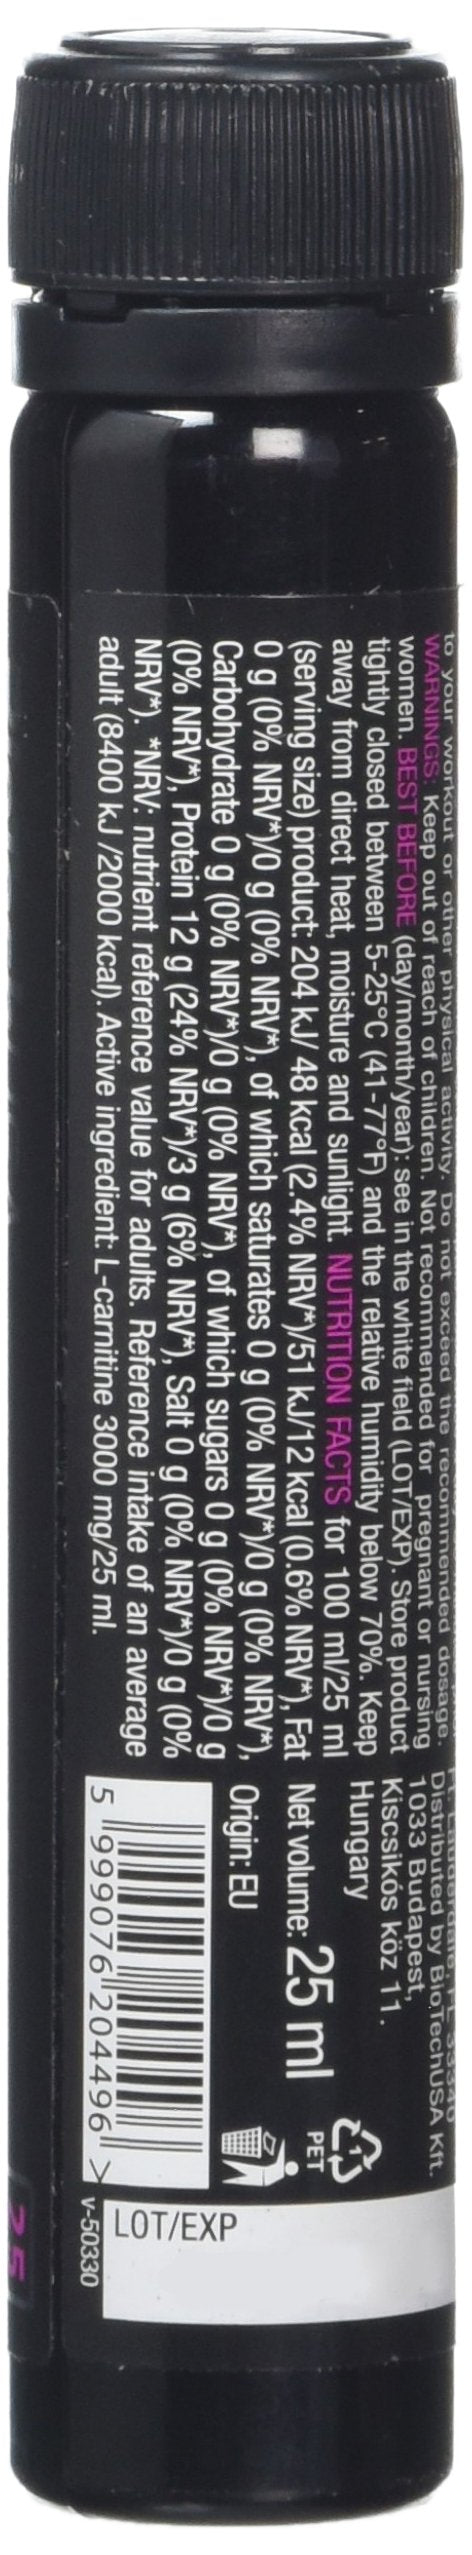 to your workout or other physical activity. Do not exceed the recommended dosage.
WARNINGS: Keep out of reach of children. Not recommended for pregnant or nursing
women. BEST BEFORE (day/month/year): see in the white field (LOT/EXP). Store product
tightly closed between 5-25°C (41-77°F) and the relative humidity below 70%. Keep
away from direct heat, moisture and sunlight. NUTRITION FACTS for 100 ml/25 ml
(serving size) product: 204 kJ/ 48 kcal (2.4% NRV*)/51 kJ/12 kcal (0.6% NRV*), Fat
0 g (0% NRV*)/0 g (0% NRV*), of which saturates 0 g (0% NRV*)/0 g (0% NRV*),
Carbohydrate 0 g (0% NRV*)/0 g (0% NRV*), of which sugars 0 g (0% NRV*)/0 g
(0% NRV*), Protein 12 g (24% NRV*)/3 g (6% NRV*), Salt 0 g (0% NRV*)/0 g (0%
NRV*). *NRV: nutrient reference value for adults. Reference intake of an average
adult (8400 kJ /2000 kcal). Active ingredient: L-carnitine 3000 mg/25 ml.
Distributed by BioTechUSA Kft.
1033 Budapest,
Kiscsikós köz 11.
Hungary
Net volume: 25 ml
Origin: EU
5 999076 204496 >
1
PET
LOT/EXP
v-50330
25